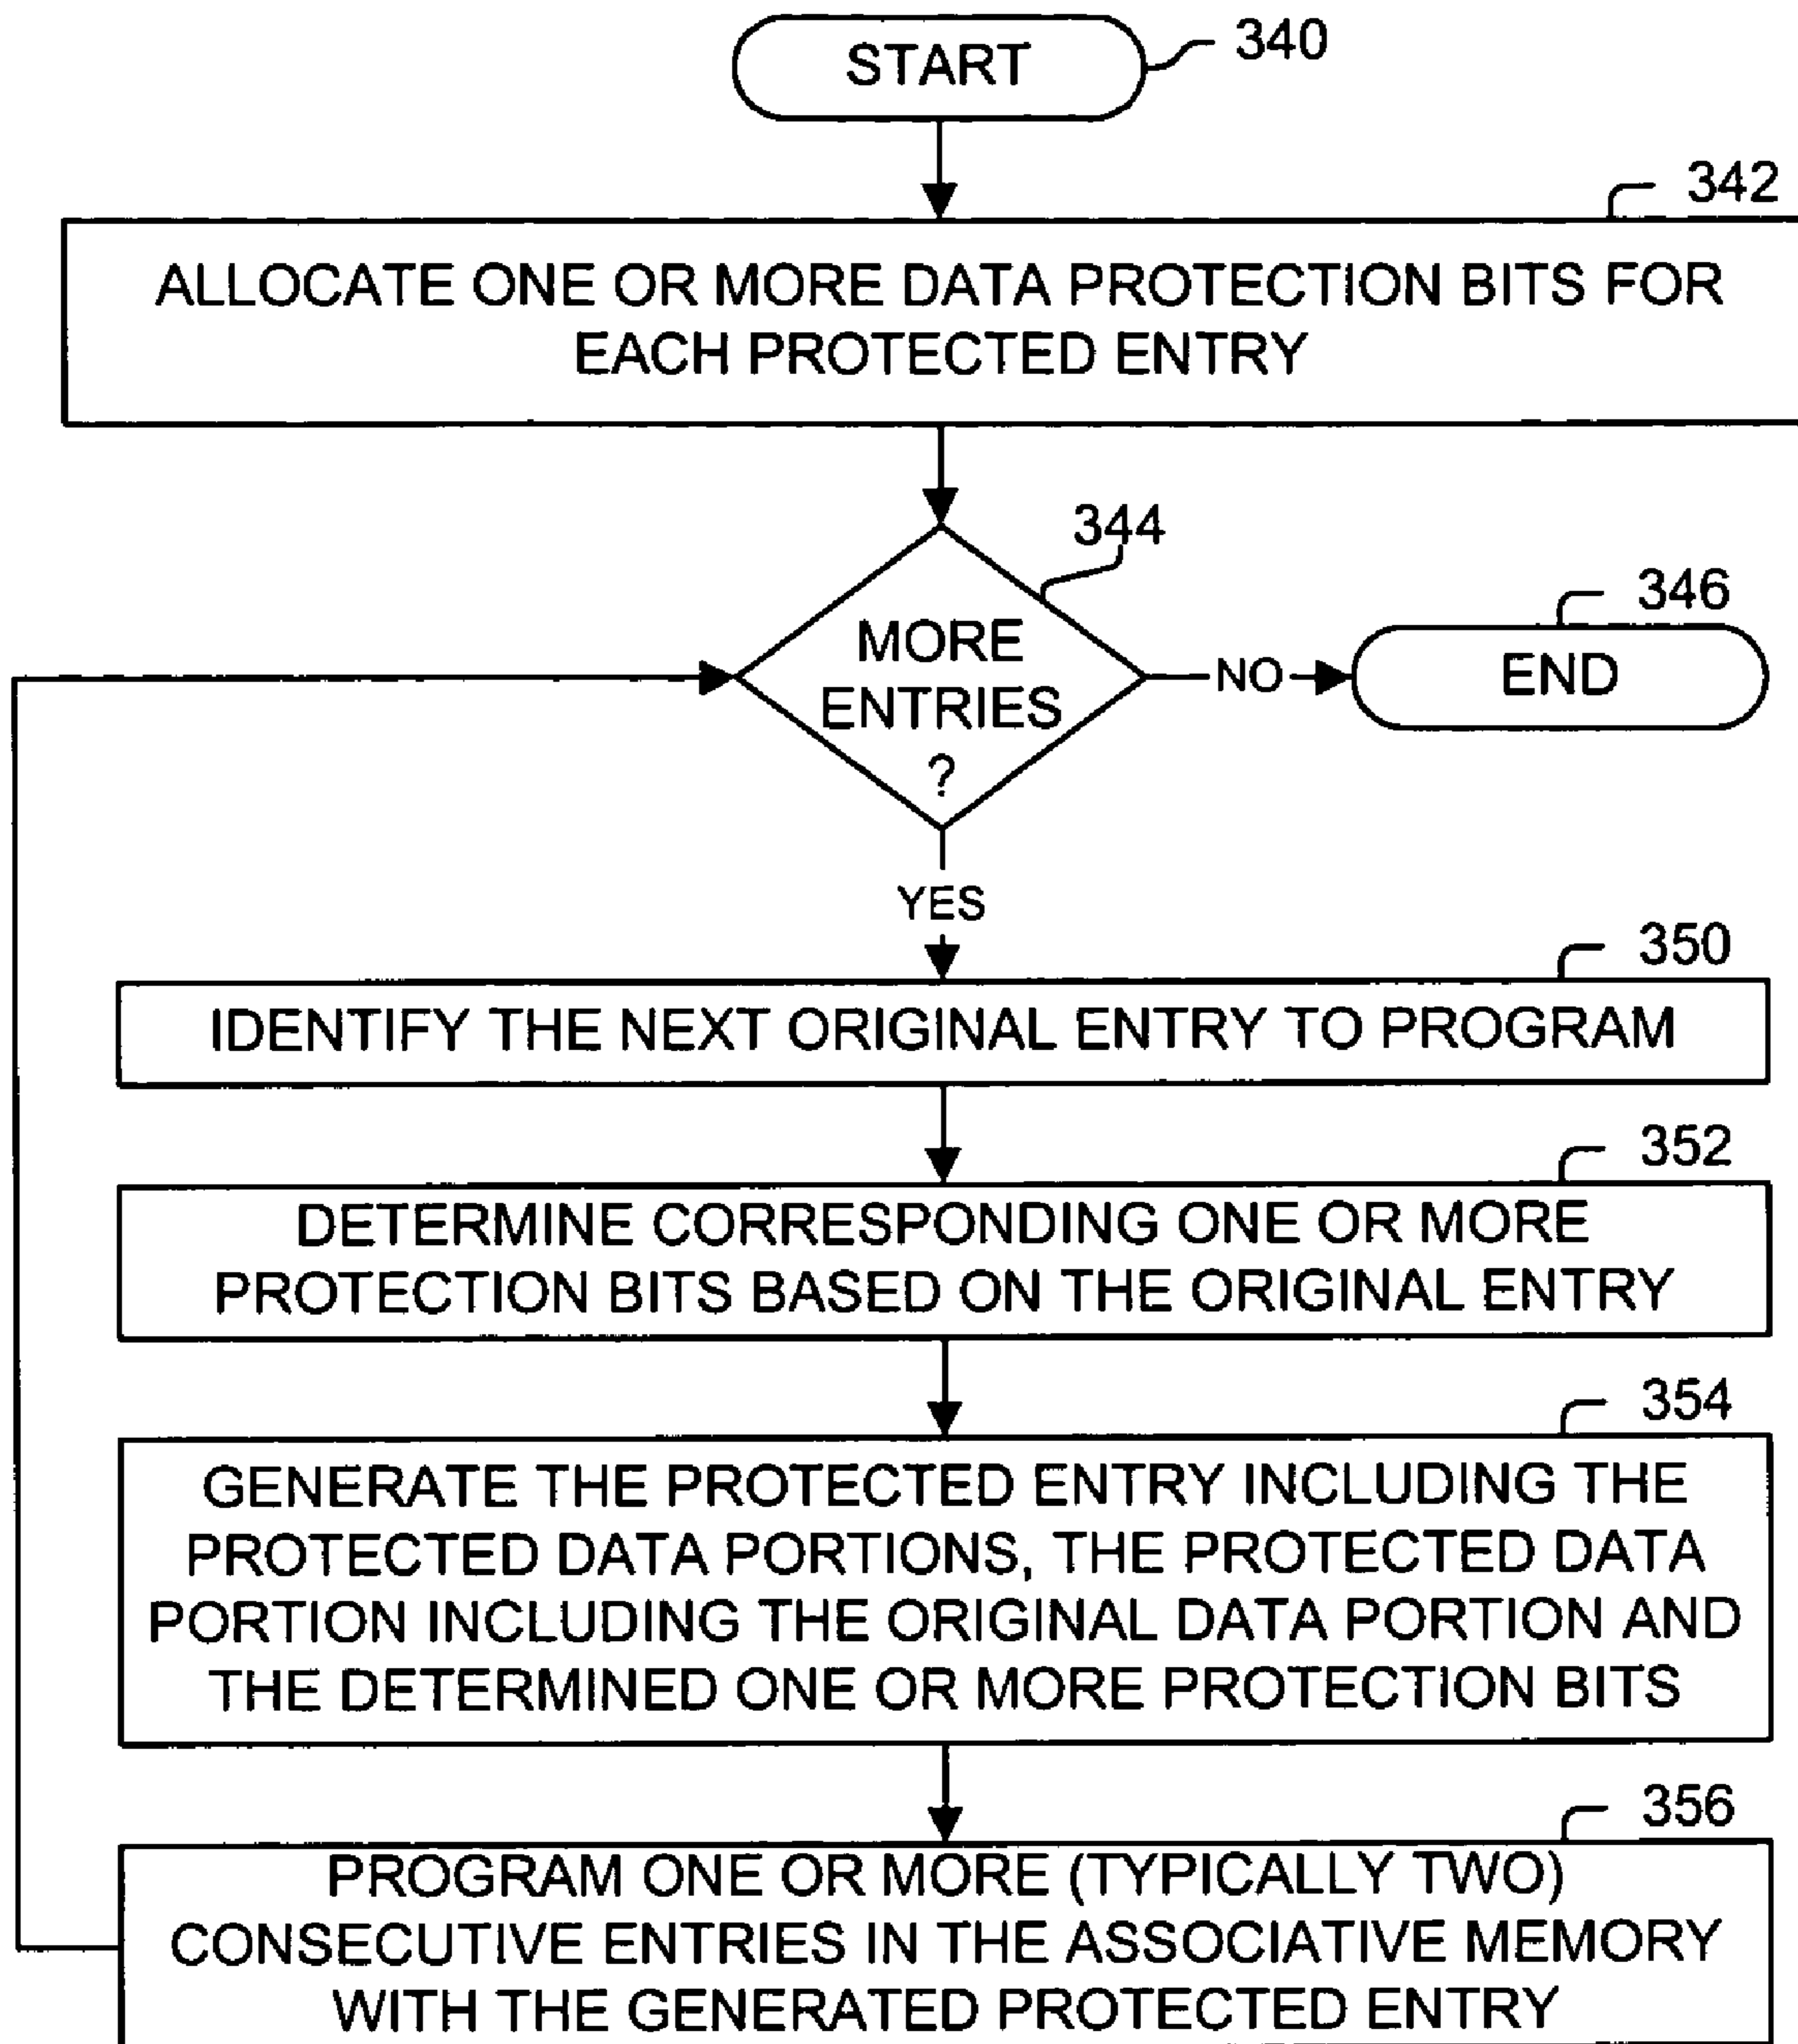 START
340
342
ALLOCATE ONE OR MORE DATA PROTECTION BITS FOR
EACH PROTECTED ENTRY
344
MORE
ENTRIES
?
NO
346
END
YES
350
IDENTIFY THE NEXT ORIGINAL ENTRY TO PROGRAM
352
DETERMINE CORRESPONDING ONE OR MORE
PROTECTION BITS BASED ON THE ORIGINAL ENTRY
354
GENERATE THE PROTECTED ENTRY INCLUDING THE
PROTECTED DATA PORTIONS, THE PROTECTED DATA
PORTION INCLUDING THE ORIGINAL DATA PORTION AND
THE DETERMINED ONE OR MORE PROTECTION BITS
356
PROGRAM ONE OR MORE (TYPICALLY TWO)
CONSECUTIVE ENTRIES IN THE ASSOCIATIVE MEMORY
WITH THE GENERATED PROTECTED ENTRY